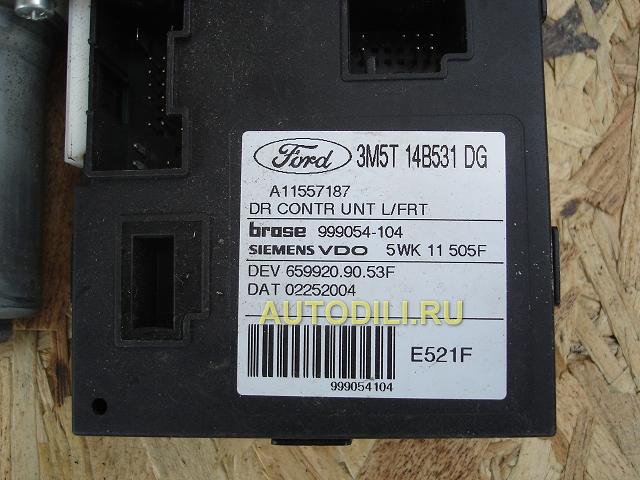 Ford 3M5T 14B531 DG
A11557187
DR CONTR UNT L/FRT
brose 999054-104
SIEMENS VDO 5WK 11 505F
DEV 659920.90.53F
DAT 02252004
AUTODILI.RU
E521F
999054104